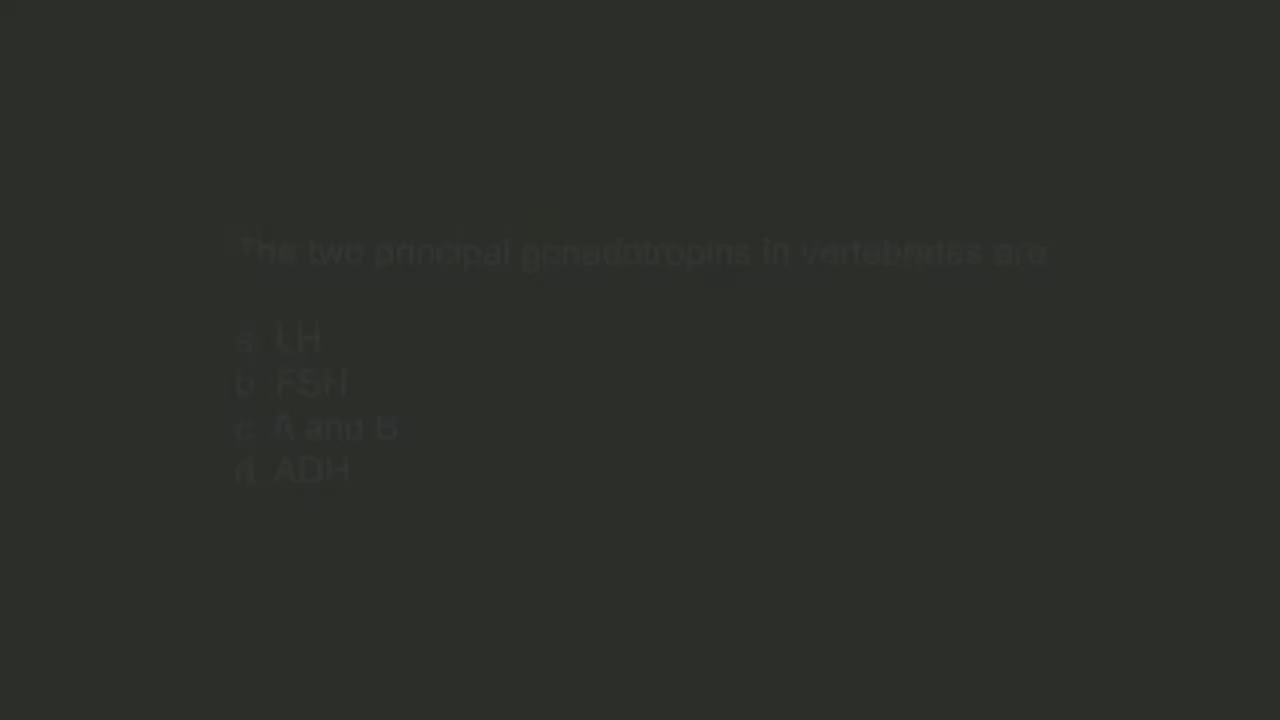 The two principal gonadotropins in vertebrates are
a. LH
b. FSH
c. A and B
d. ADH